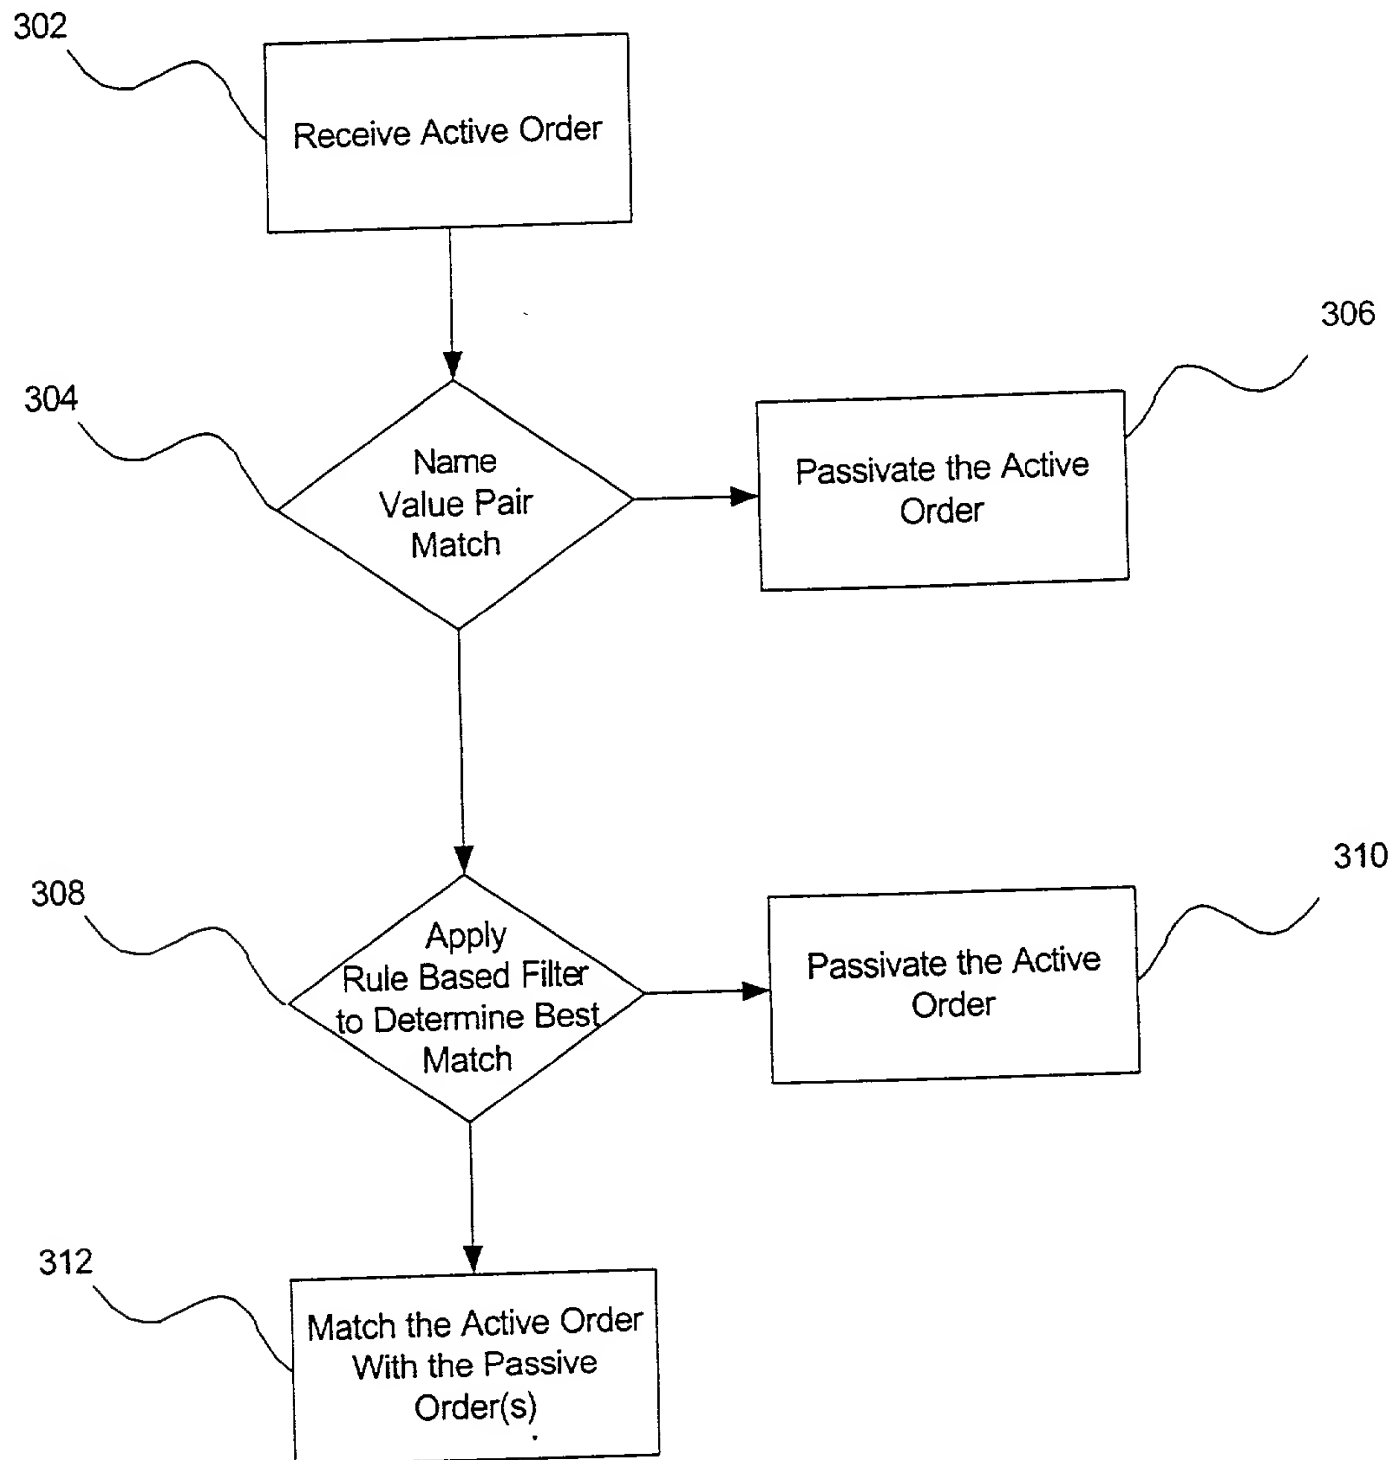 302
Receive Active Order
306
304
Name
Value Pair
Match
Passivate the Active
Order
310
308
Apply
Rule Based Filter
to Determine Best
Match
Passivate the Active
Order
312
Match the Active Order
With the Passive
Order(s)